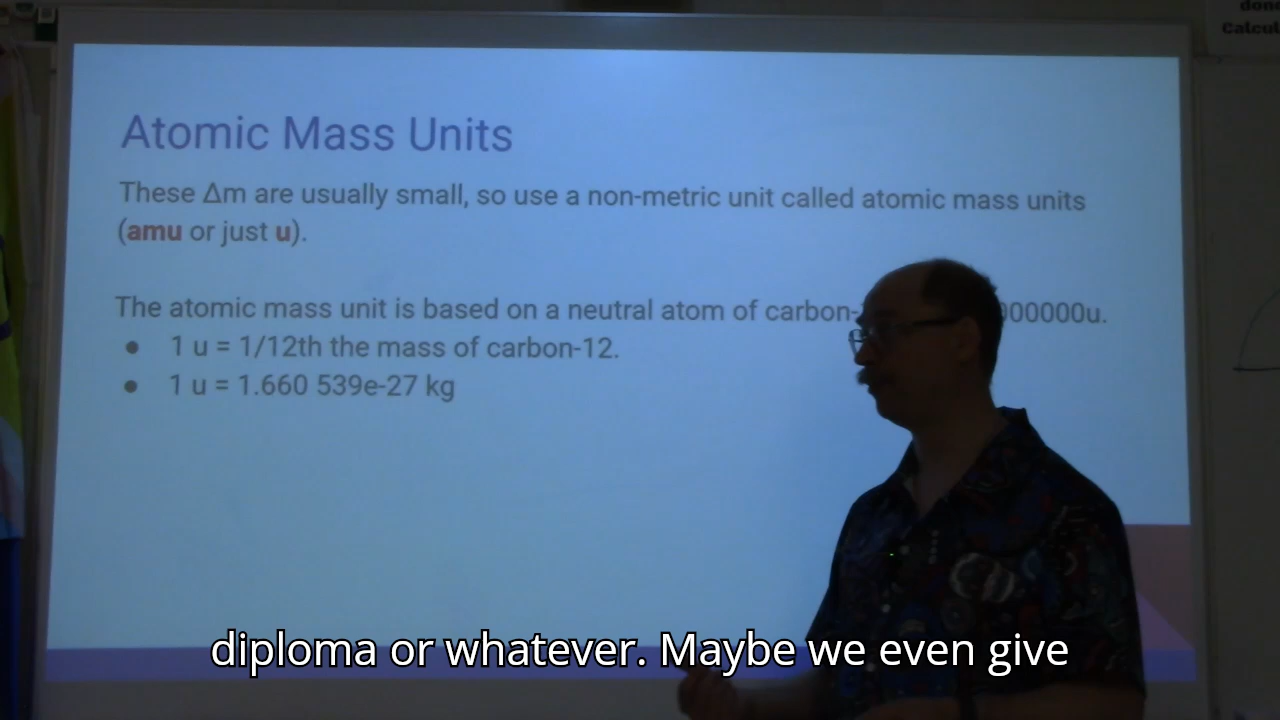 Calcul
Atomic Mass Units
These Δm are usually small, so use a non-metric unit called atomic mass units
(amu or just u).
The atomic mass unit is based on a neutral atom of carbon- 000000u.
● 1 u = 1/12th the mass of carbon-12.
● 1 u = 1.660 539e-27 kg
diploma or whatever. Maybe we even give